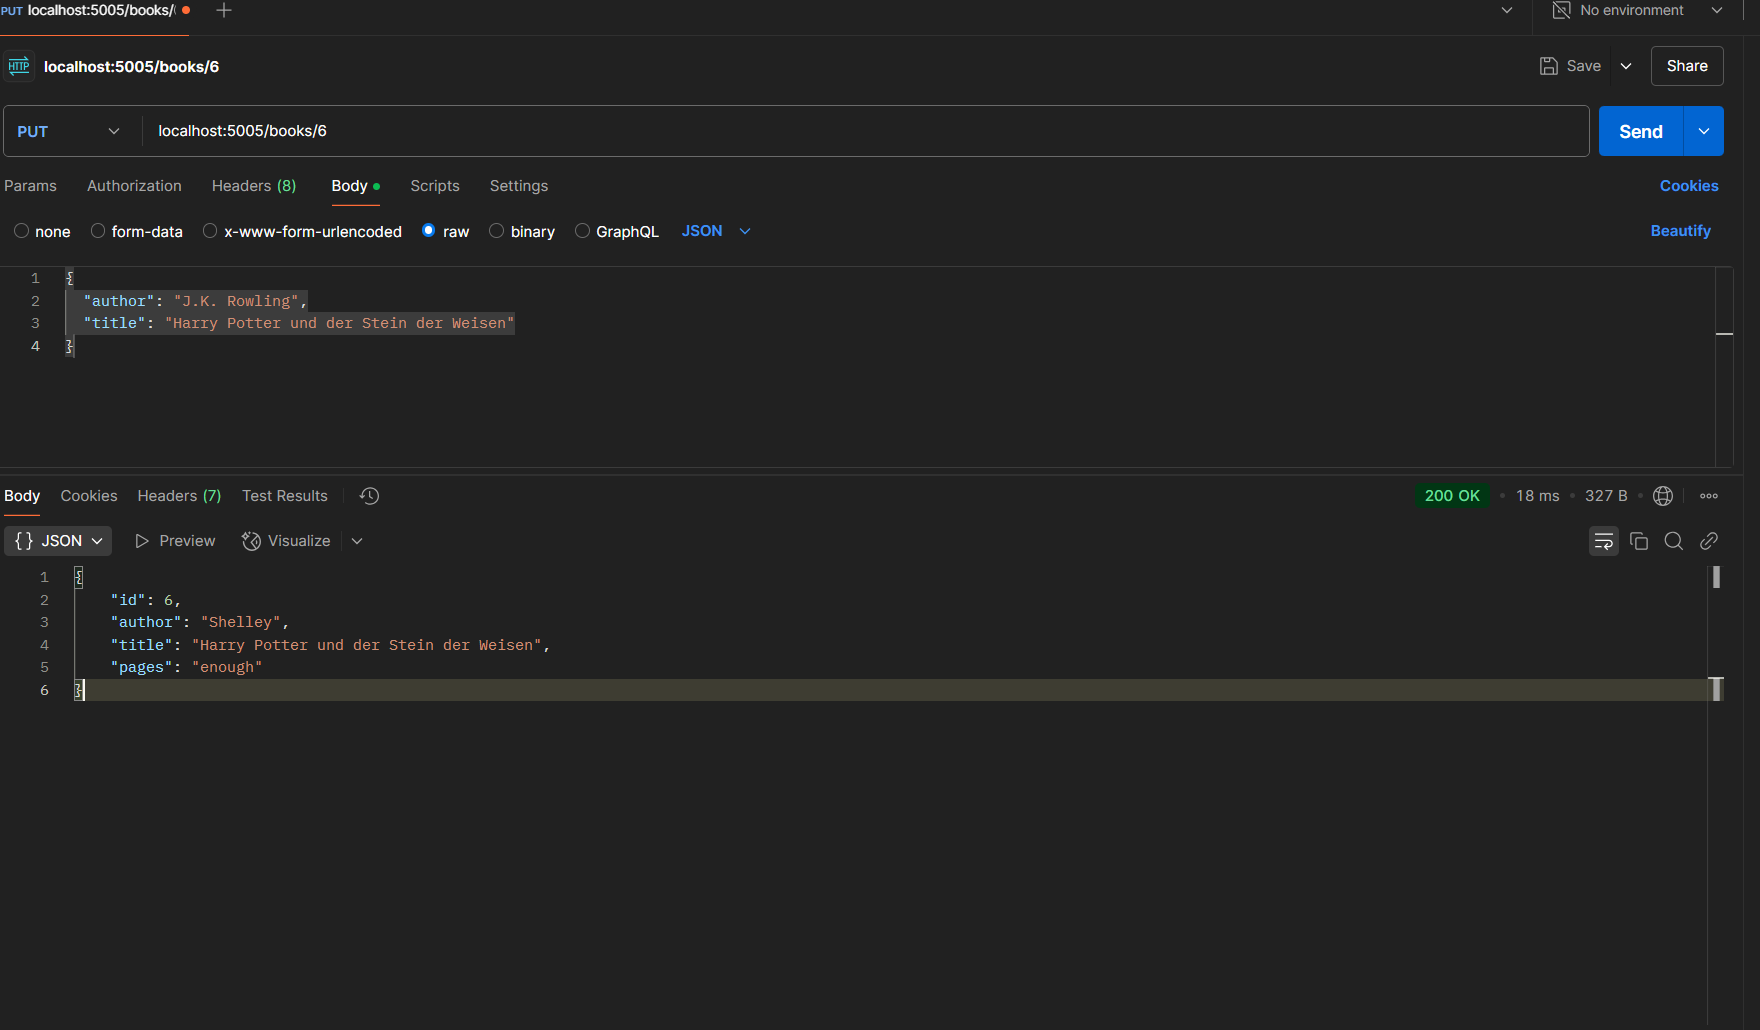 PUT localhost:5005/books/
No environment
HTTP localhost:5005/books/6
Save
Share
PUT
localhost:5005/books/6
Send
Params Authorization Headers (8) Body Scripts Settings
Cookies
none form-data x-www-form-urlencoded raw binary GraphQL JSON
Beautify
1 {
2 "author": "J.K. Rowling",
3 "title": "Harry Potter und der Stein der Weisen"
4 }
Body Cookies Headers (7) Test Results
200 OK • 18 ms • 327 B •
{} JSON Preview Visualize
1 {
2 "id": 6,
3 "author": "Shelley",
4 "title": "Harry Potter und der Stein der Weisen",
5 "pages": "enough"
6 }